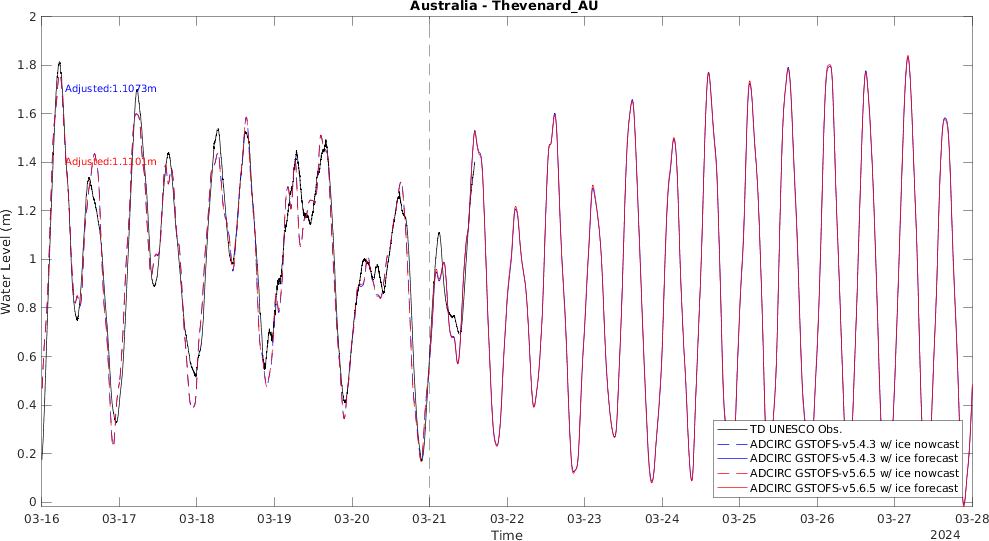 Australia - Thevenard_AU
2
1.8
1.6
1.4
1.2
1
0.8
0.6
0.4
0.2
0
Water Level (m)
Adjusted:1.1073m
Adjusted:1.1101m
TD UNESCO Obs.
ADCIRC GSTOFS-v5.4.3 w/ ice nowcast
ADCIRC GSTOFS-v5.4.3 w/ ice forecast
ADCIRC GSTOFS-v5.6.5 w/ ice nowcast
ADCIRC GSTOFS-v5.6.5 w/ ice forecast
03-16 03-17 03-18 03-19 03-20 03-21 03-22 03-23 03-24 03-25 03-26 03-27 03-28
Time
2024